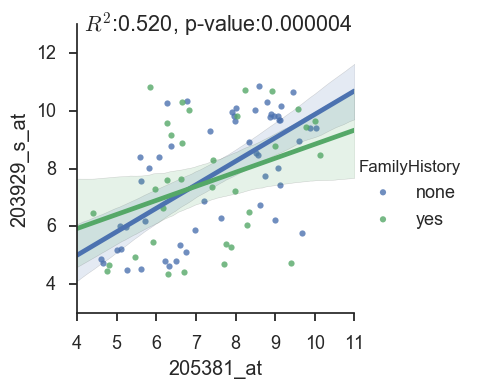 R²:0.520, p-value:0.000004
12
10
8
6
4
203929_s_at
4 5 6 7 8 9 10 11
205381_at
FamilyHistory
none
yes